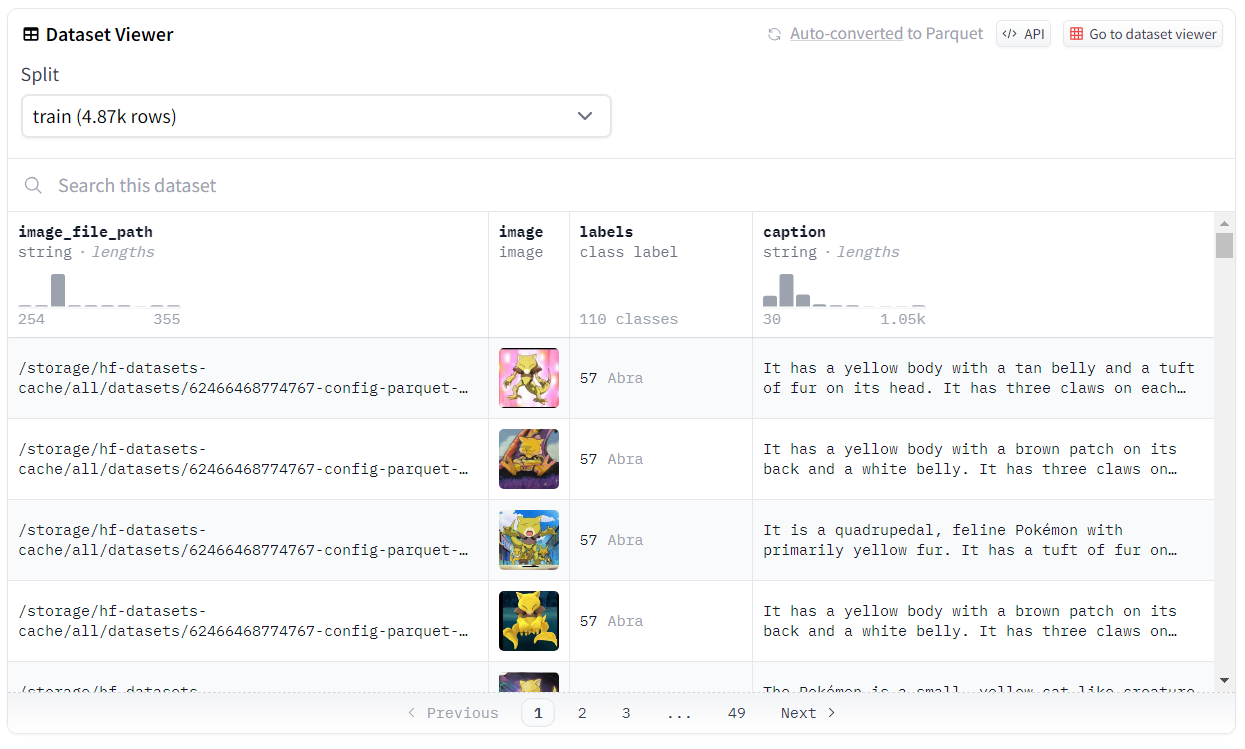 Dataset Viewer
Auto-converted to Parquet
</> API
Go to dataset viewer
Split
train (4.87k rows)
Search this dataset
image_file_path
string · lengths
254 355
image
image
labels
class label
110 classes
caption
string · lengths
30 1.05k
/storage/hf-datasets-
cache/all/datasets/62466468774767-config-parquet-…
57 Abra
It has a yellow body with a tan belly and a tuft
of fur on its head. It has three claws on each…
/storage/hf-datasets-
cache/all/datasets/62466468774767-config-parquet-…
57 Abra
It has a yellow body with a brown patch on its
back and a white belly. It has three claws on…
/storage/hf-datasets-
cache/all/datasets/62466468774767-config-parquet-…
57 Abra
It is a quadrupedal, feline Pokémon with
primarily yellow fur. It has a tuft of fur on…
/storage/hf-datasets-
cache/all/datasets/62466468774767-config-parquet-…
57 Abra
It has a yellow body with a brown patch on its
back and a white belly. It has three claws on…
/storage/hf-datasets-
The Pokémon is a small, yellow cat-like creature
< Previous 1 2 3 ... 49 Next >